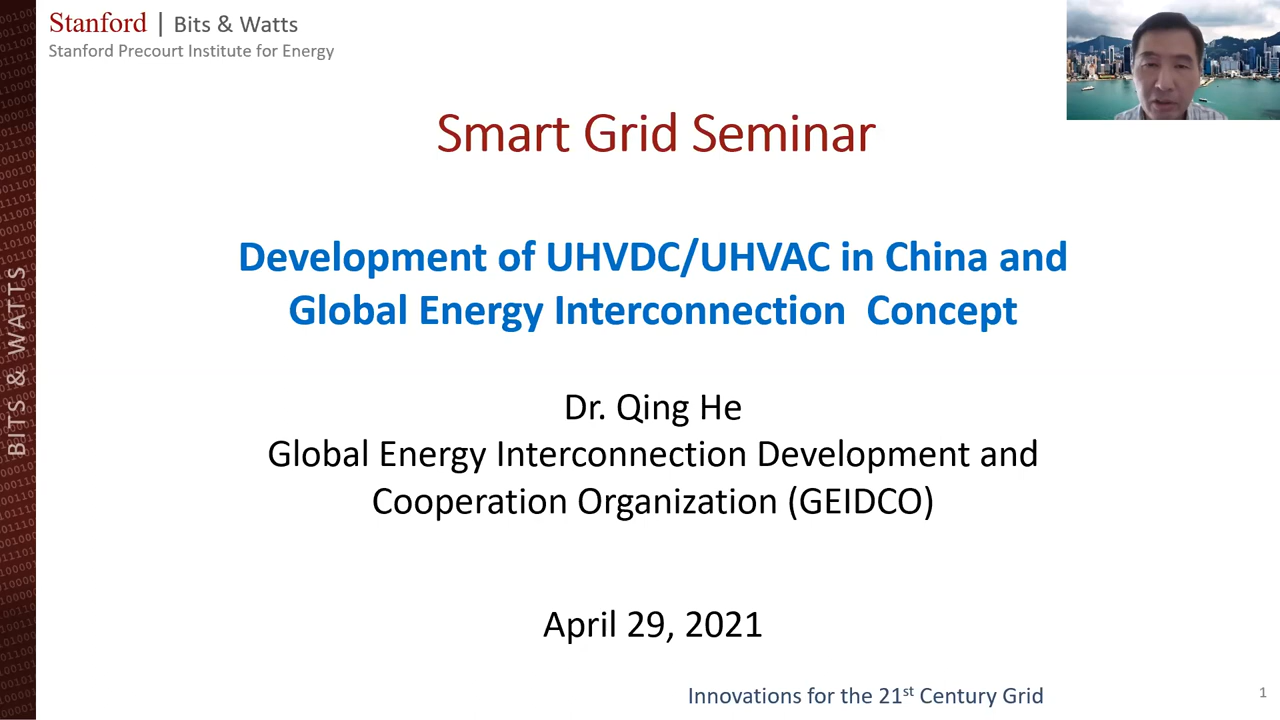 Stanford | Bits & Watts
Stanford Precourt Institute for Energy
Smart Grid Seminar
Development of UHVDC/UHVAC in China and
Global Energy Interconnection Concept
Dr. Qing He
Global Energy Interconnection Development and
Cooperation Organization (GEIDCO)
April 29, 2021
BITS & WATTS
Innovations for the 21st Century Grid
1